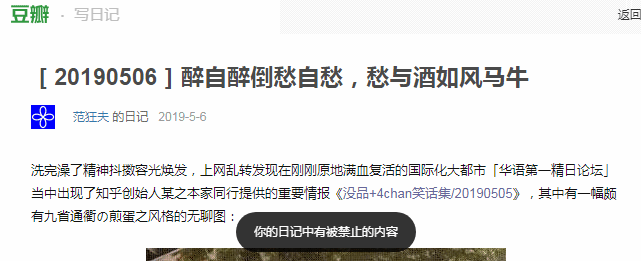 豆瓣 · 写日记 返回
[ 20190506 ] 醉自醉倒愁自愁，愁与酒如风马牛
范狂夫 的日记 2019-5-6
洗完澡了精神抖擞容光焕发，上网乱转发现在刚刚原地满血复活的国际化大都市「华语第一精日论坛」
当中出现了知乎创始人某之本家同行提供的重要情报《没品+4chan笑话集/20190505》，其中有一幅颇
有九省通衢の煎蛋之风格的无聊图：
你的日记中有被禁止的内容